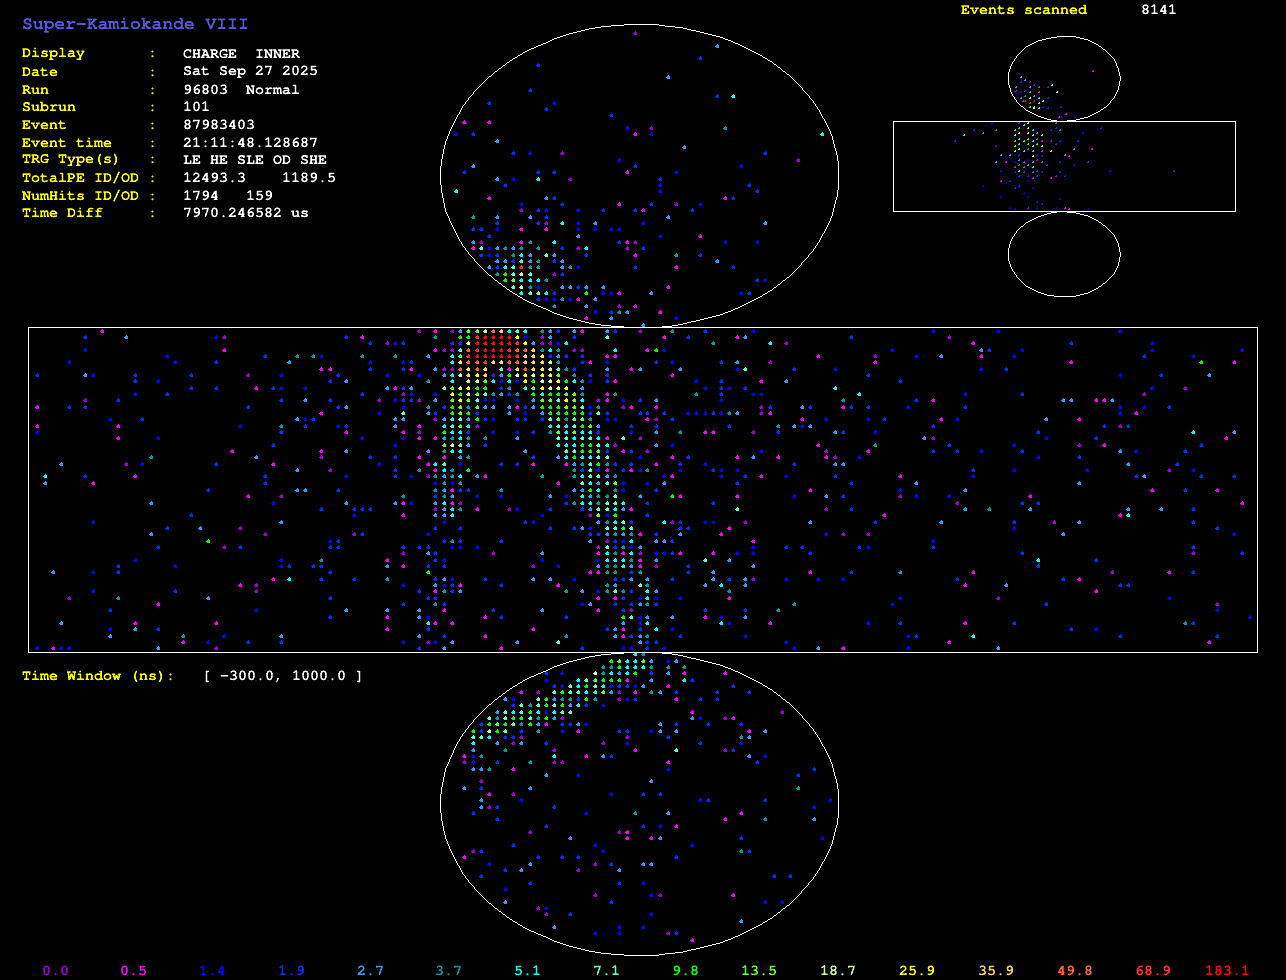 Super-Kamiokande VIII
Display : CHARGE INNER
Date : Sat Sep 27 2025
Run : 96803 Normal
Subrun : 101
Event : 87983403
Event time : 21:11:48.128687
TRG Type(s) : LE HE SLE OD SHE
TotalPE ID/OD : 12493.3 1189.5
NumHits ID/OD : 1794 159
Time Diff : 7970.246582 us
Events scanned 8141
Time Window (ns): [ -300.0, 1000.0 ]
0.0 0.5 1.4 1.9 2.7 3.7 5.1 7.1 9.8 13.5 18.7 25.9 35.9 49.8 68.9 183.1